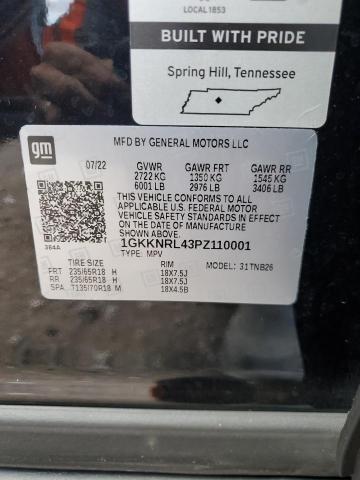 LOCAL 1853
BUILT WITH PRIDE
Spring Hill, Tennessee
gm
MFD BY GENERAL MOTORS LLC
07/22 GVWR GAWR FRT GAWR RR
2722 KG 1350 KG 1545 KG
6001 LB 2976 LB 3406 LB
THIS VEHICLE CONFORMS TO ALL
APPLICABLE U.S. FEDERAL MOTOR
VEHICLE SAFETY AND THEFT PREVENTION
STANDARDS IN EFFECT ON THE DATE OF
MANUFACTURE SHOWN ABOVE.
384A
1GKKNRL43PZ110001
TYPE: MPV
TIRE SIZE RIM MODEL: 31TNB26
FRT 235/65R18 H 18X7.5J
RR 235/65R18 H 18X7.5J
SPA T135/70R18 M 18X4.5B